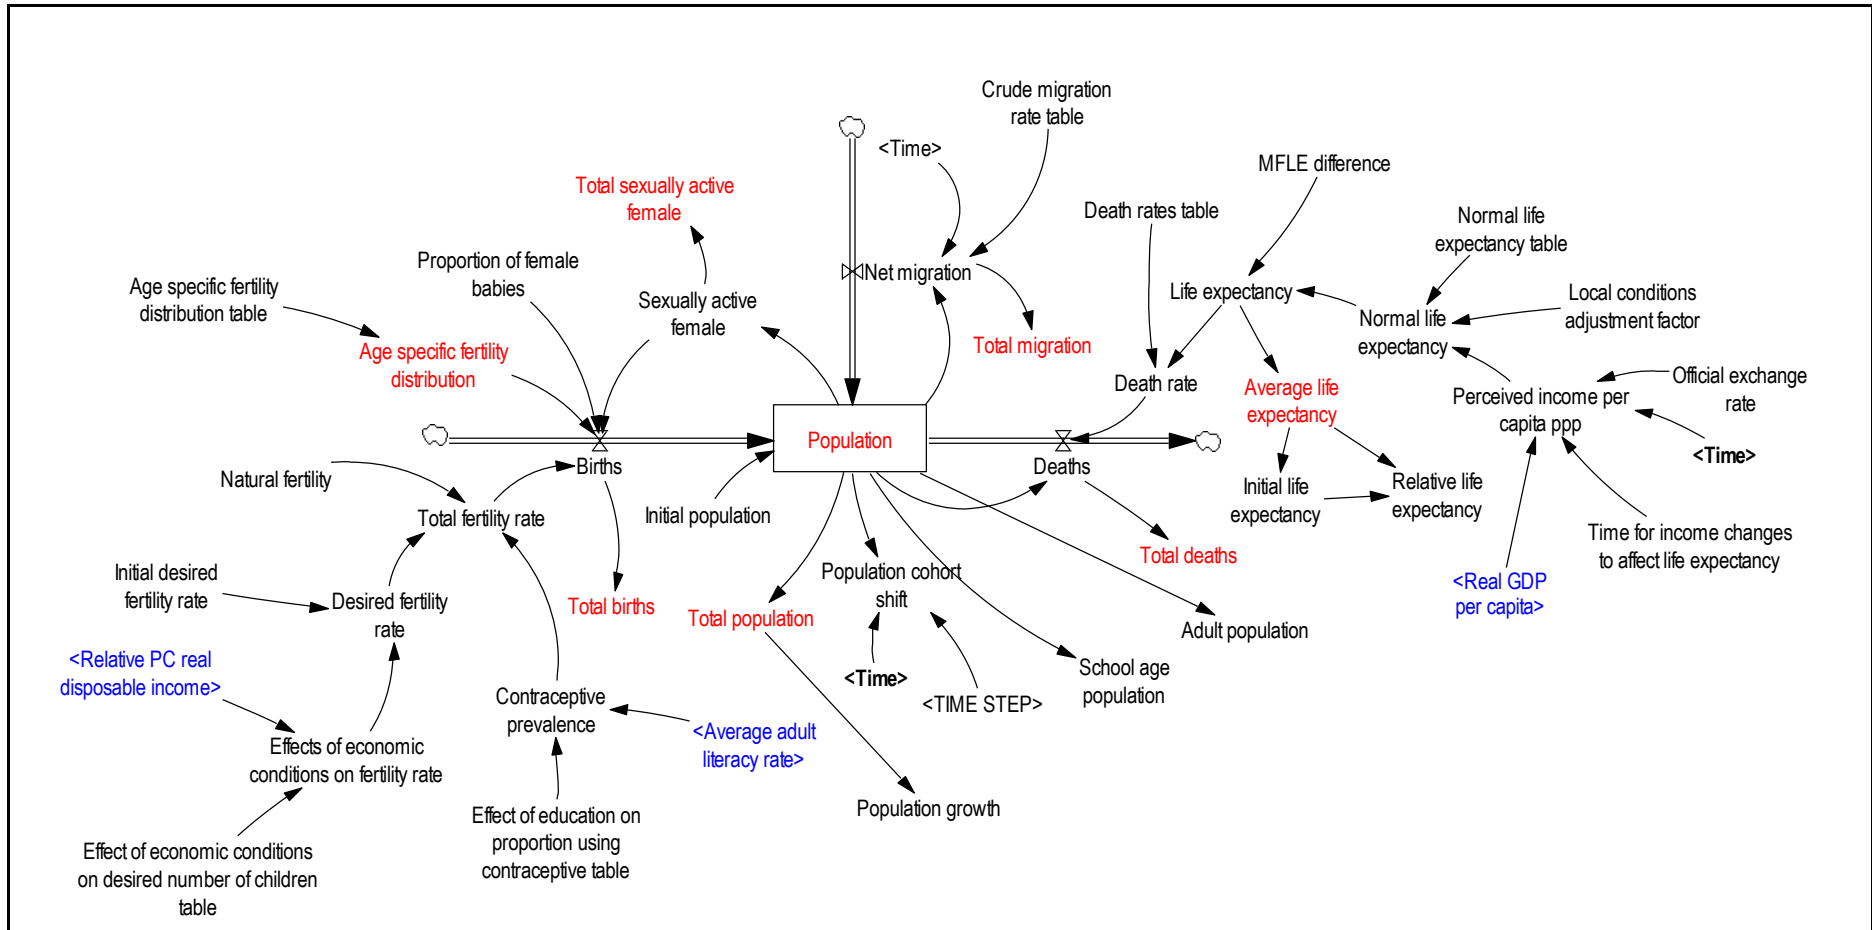 Crude migration
rate table
<Time>
MFLE difference
Total sexually active
female
Death rates table
Normal life
expectancy table
Proportion of female
babies
Net migration
Age specific fertility
distribution table
Sexually active
female
Life expectancy
Local conditions
adjustment factor
Normal life
expectancy
Age specific fertility
distribution
Total migration
Death rate
Average life
expectancy
Official exchange
rate
Perceived income per
capita ppp
Population
<Time>
Births
Deaths
Natural fertility
Initial life
expectancy
Relative life
expectancy
Total fertility rate
Initial population
Time for income changes
to affect life expectancy
Total deaths
Initial desired
fertility rate
Population cohort
shift
<Real GDP
per capita>
Desired fertility
rate
Total births
Total population
Adult population
<Relative PC real
disposable income>
<Time>
School age
population
Contraceptive
prevalence
<TIME STEP>
<Average adult
literacy rate>
Effects of economic
conditions on fertility rate
Population growth
Effect of education on
proportion using
contraceptive table
Effect of economic conditions
on desired number of children
table